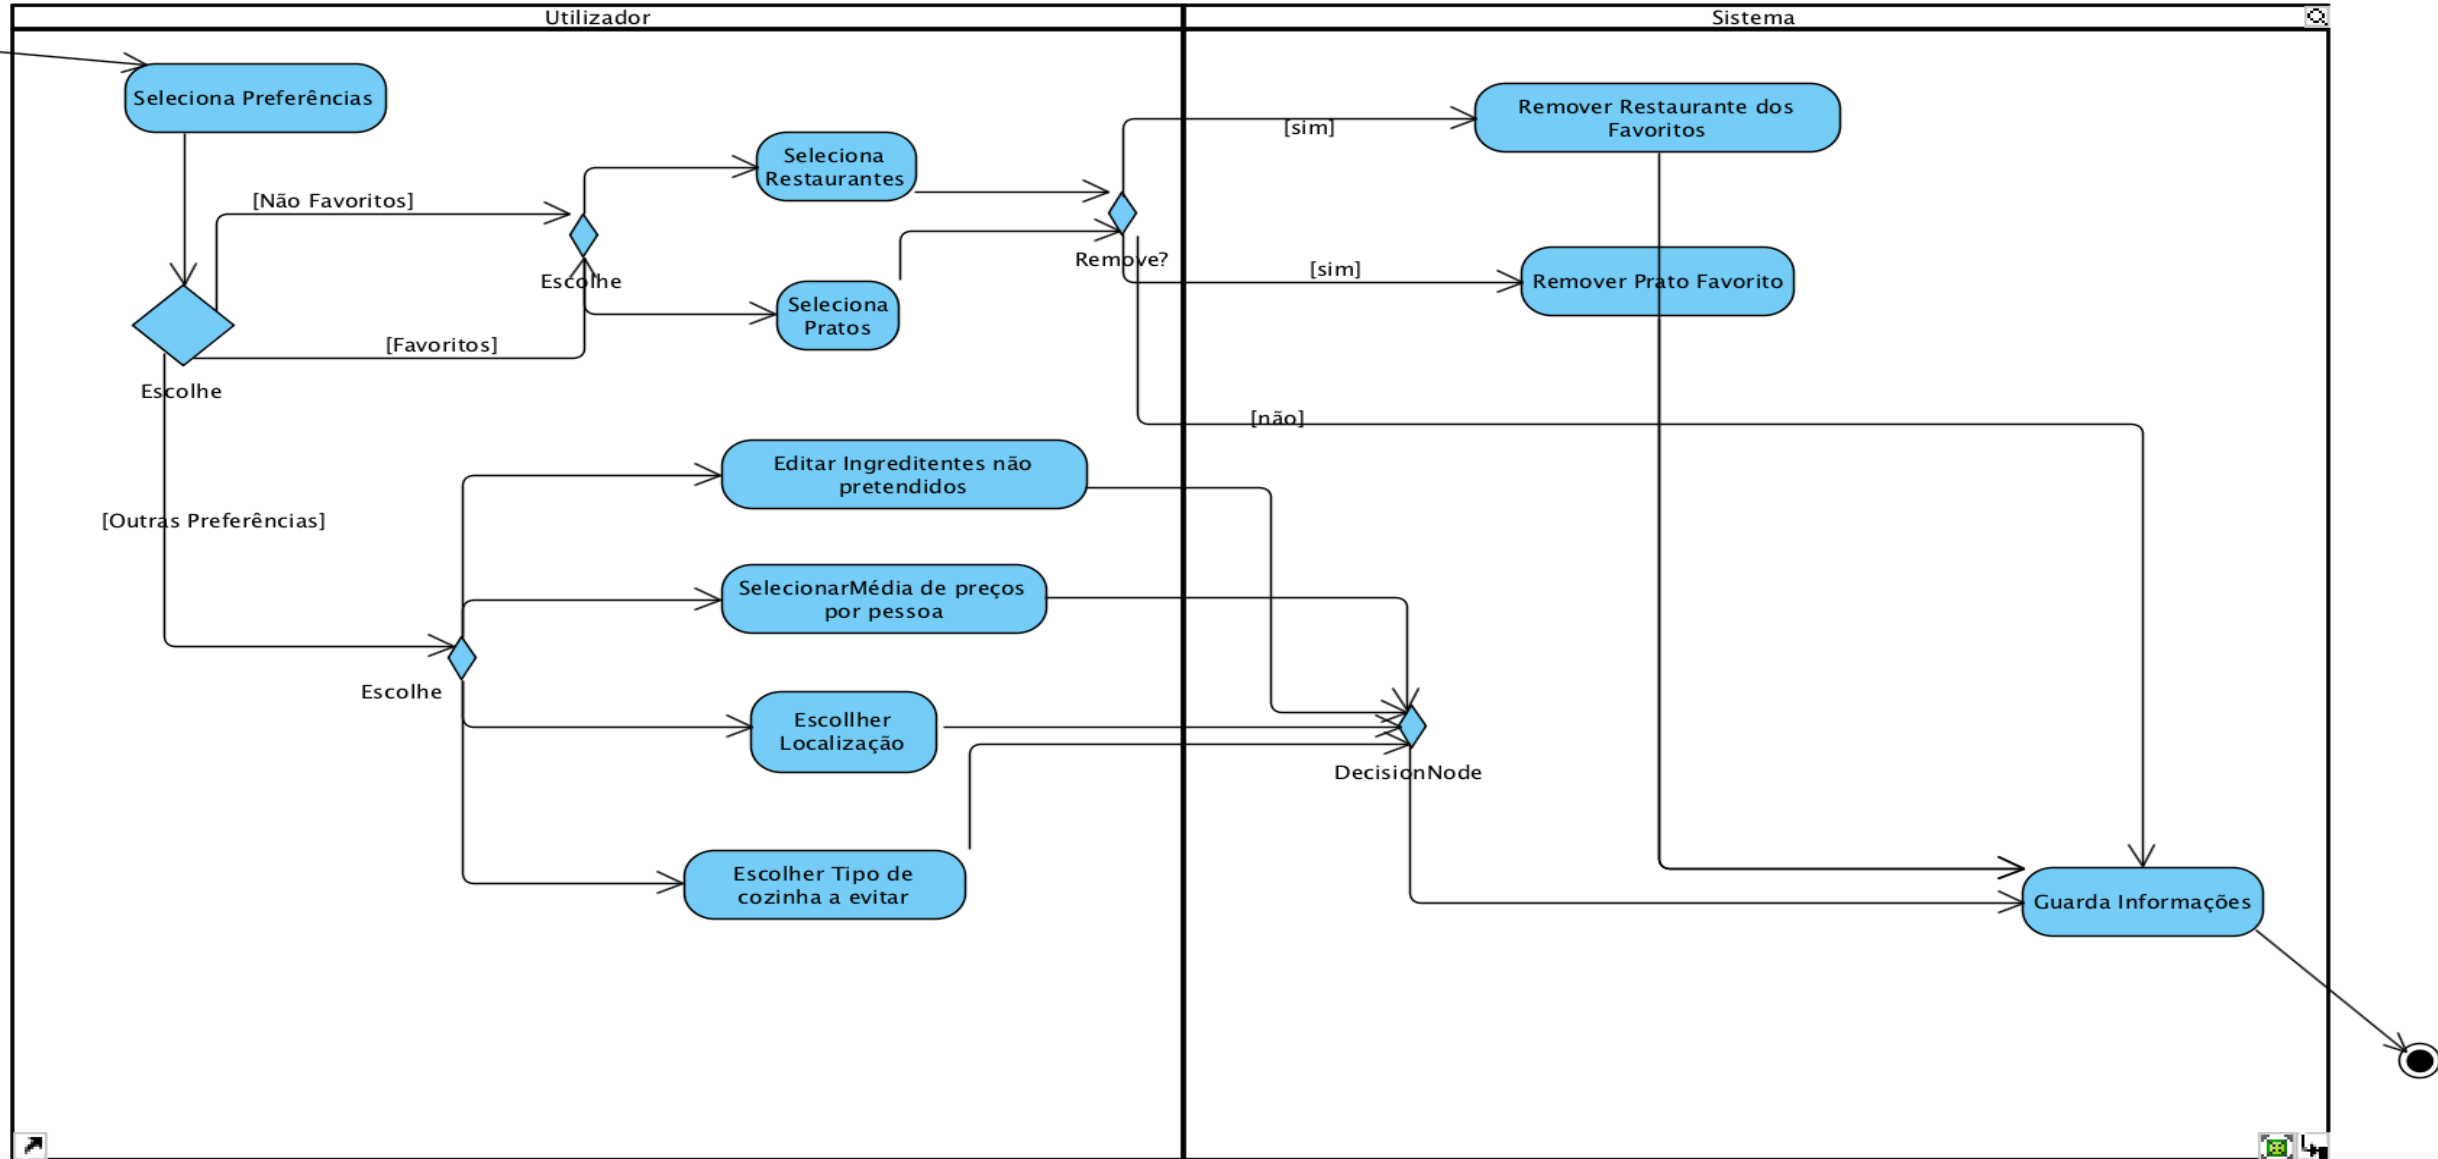 Utilizador
Sistema
Seleciona Preferências
Remover Restaurante dos
Favoritos
[sim]
Seleciona
Restaurantes
[Não Favoritos]
Escolhe
Remove?
[sim]
Remover Prato Favorito
Seleciona
Pratos
[Favoritos]
Escolhe
[não]
Editar Ingreditentes não
pretendidos
[Outras Preferências]
SelecionarMédia de preços
por pessoa
Escolhe
Escollher
Localização
DecisionNode
Escolher Tipo de
cozinha a evitar
Guarda Informações